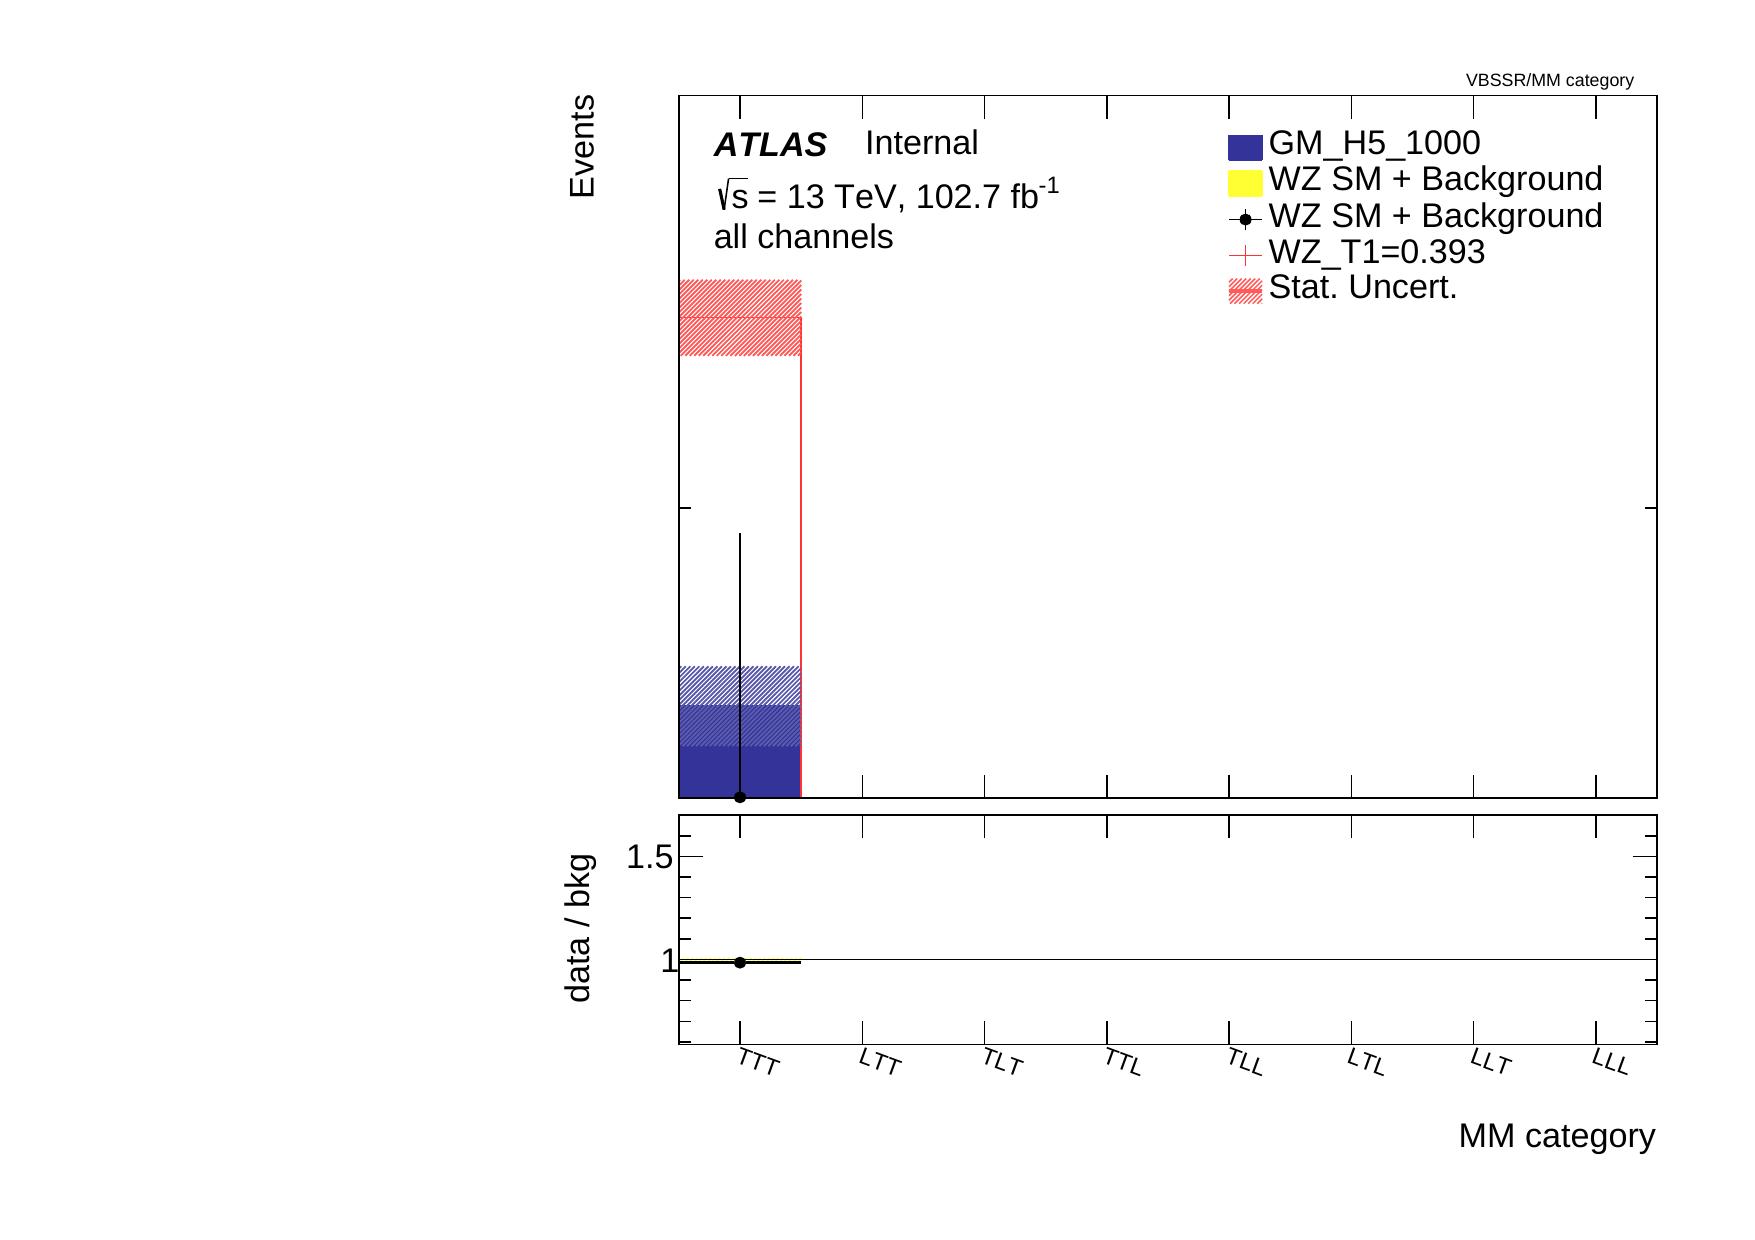 VBSSR/MM category
Events
ATLAS Internal
√s = 13 TeV, 102.7 fb-1
all channels
GM_H5_1000
WZ SM + Background
WZ SM + Background
WZ_T1=0.393
Stat. Uncert.
data / bkg
1.5
1
TTT LTT TLT TTL TLL LTL LLT LLL
MM category